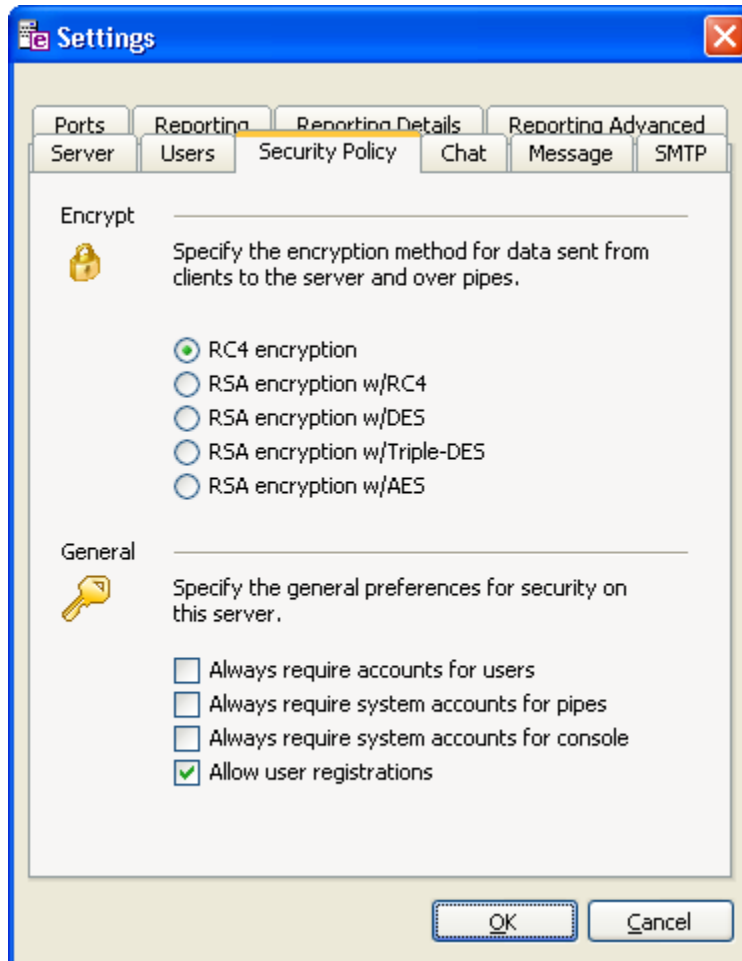 Settings
Ports Reporting Reporting Details Reporting Advanced
Server Users Security Policy Chat Message SMTP
Encrypt
Specify the encryption method for data sent from
clients to the server and over pipes.
RC4 encryption
RSA encryption w/RC4
RSA encryption w/DES
RSA encryption w/Triple-DES
RSA encryption w/AES
General
Specify the general preferences for security on
this server.
Always require accounts for users
Always require system accounts for pipes
Always require system accounts for console
Allow user registrations
OK Cancel